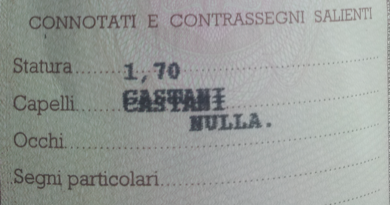 CONNOTATI E CONTRASSEGNI SALIENTI
Statura........1,70
Capelli........CASTANI
NULLA.
Occhi
Segni particolari